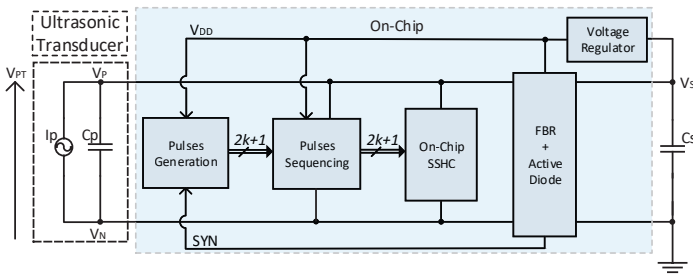 Ultrasonic
Transducer
On-Chip
VDD
Voltage
Regulator
VPT
VP
VS
Ip
Cp
Pulses
Generation
2k+1
Pulses
Sequencing
2k+1
On-Chip
SSHC
FBR
+
Active
Diode
CS
VN
SYN